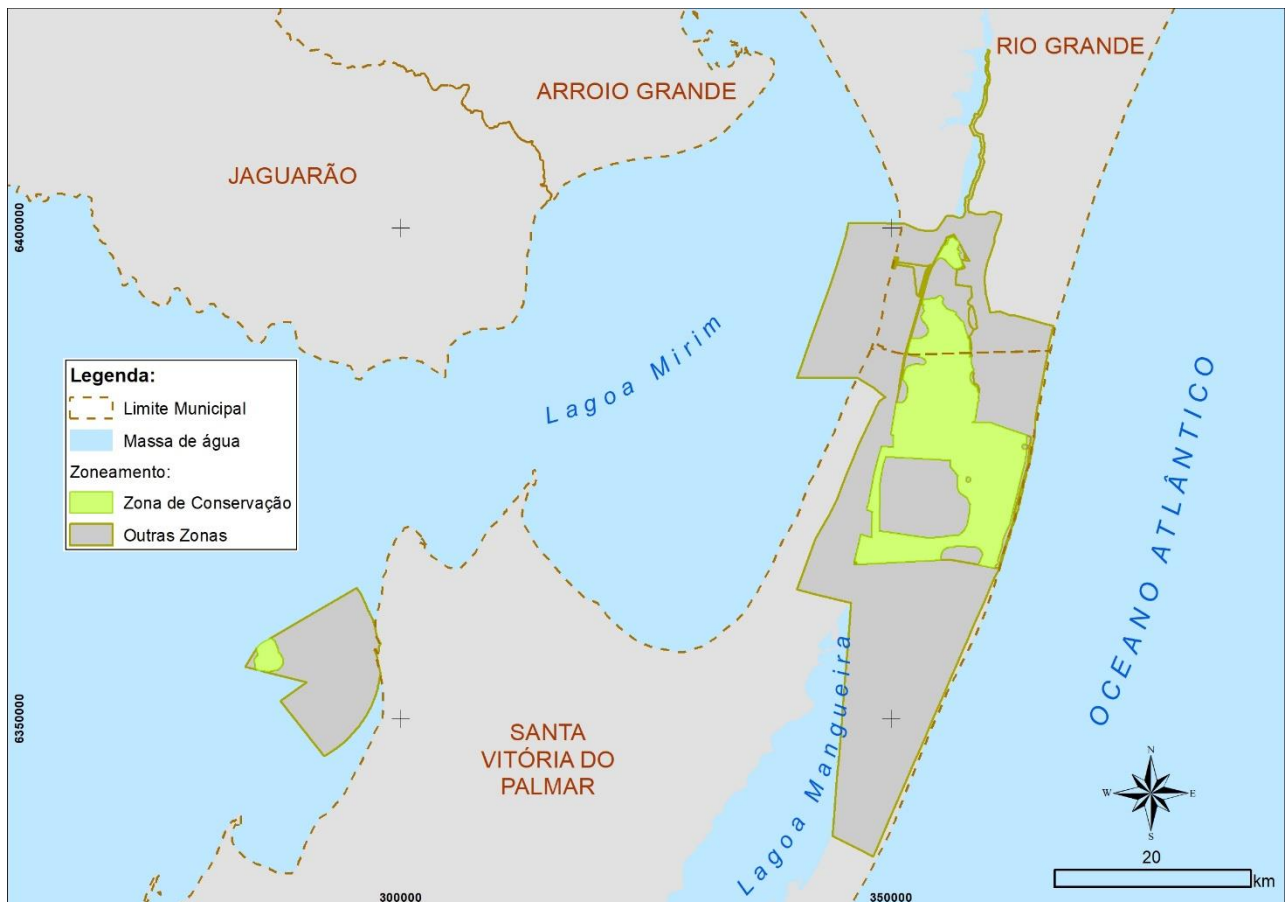 RIO GRANDE
ARROIO GRANDE
JAGUARÃO
6400000
Lagoa Mirim
Legenda:
Limite Municipal
Massa de água
Zoneamento:
Zona de Conservação
Outras Zonas
OCEANO ATLÂNTICO
Lagoa Mangueira
6350000
SANTA
VITÓRIA DO
PALMAR
N
W
E
S
20
km
300000
350000